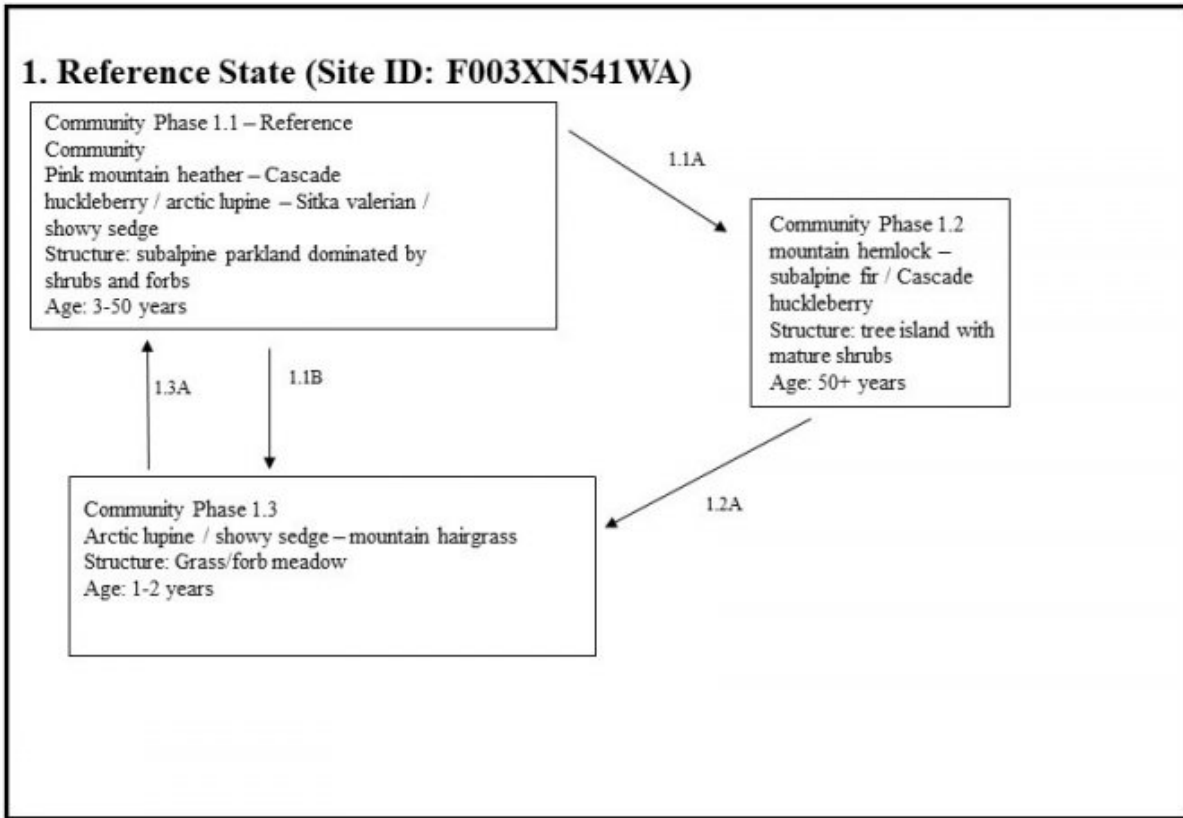 1. Reference State (Site ID: F003XN541WA)
Community Phase 1.1 – Reference
Community
Pink mountain heather – Cascade
huckleberry / arctic lupine – Sitka valerian /
showy sedge
Structure: subalpine parkland dominated by
shrubs and forbs
Age: 3-50 years
1.1A
Community Phase 1.2
mountain hemlock –
subalpine fir / Cascade
huckleberry
Structure: tree island with
mature shrubs
Age: 50+ years
1.3A
1.1B
1.2A
Community Phase 1.3
Arctic lupine / showy sedge – mountain hairgrass
Structure: Grass/forb meadow
Age: 1-2 years